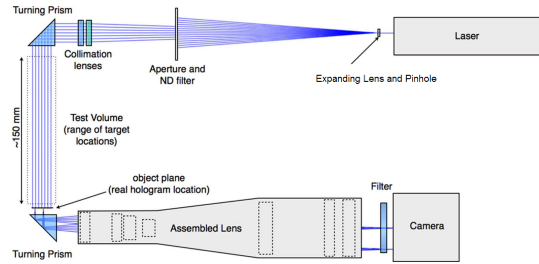 Turning Prism
Collimation
lenses
Aperture and
ND filter
Expanding Lens and Pinhole
Laser
~150 mm
Test Volume
(range of target
locations)
object plane
(real hologram location)
Turning Prism
Assembled Lens
Filter
Camera